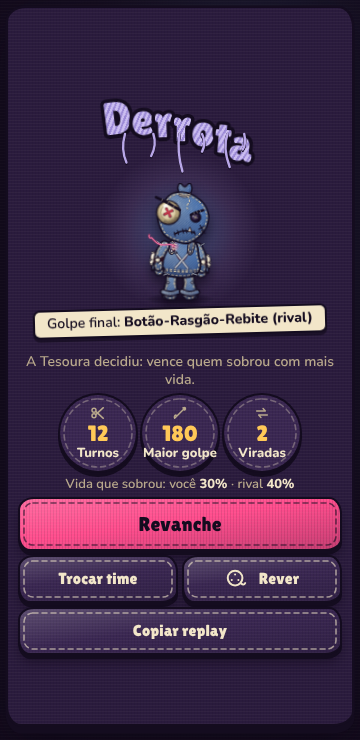 Derrota
Golpe final: Botão-Rasgão-Rebite (rival)
A Tesoura decidiu: vence quem sobrou com mais
vida.
12
Turnos
180
Maior golpe
2
Viradas
Vida que sobrou: você 30% · rival 40%
Revanche
Trocar time
Rever
Copiar replay